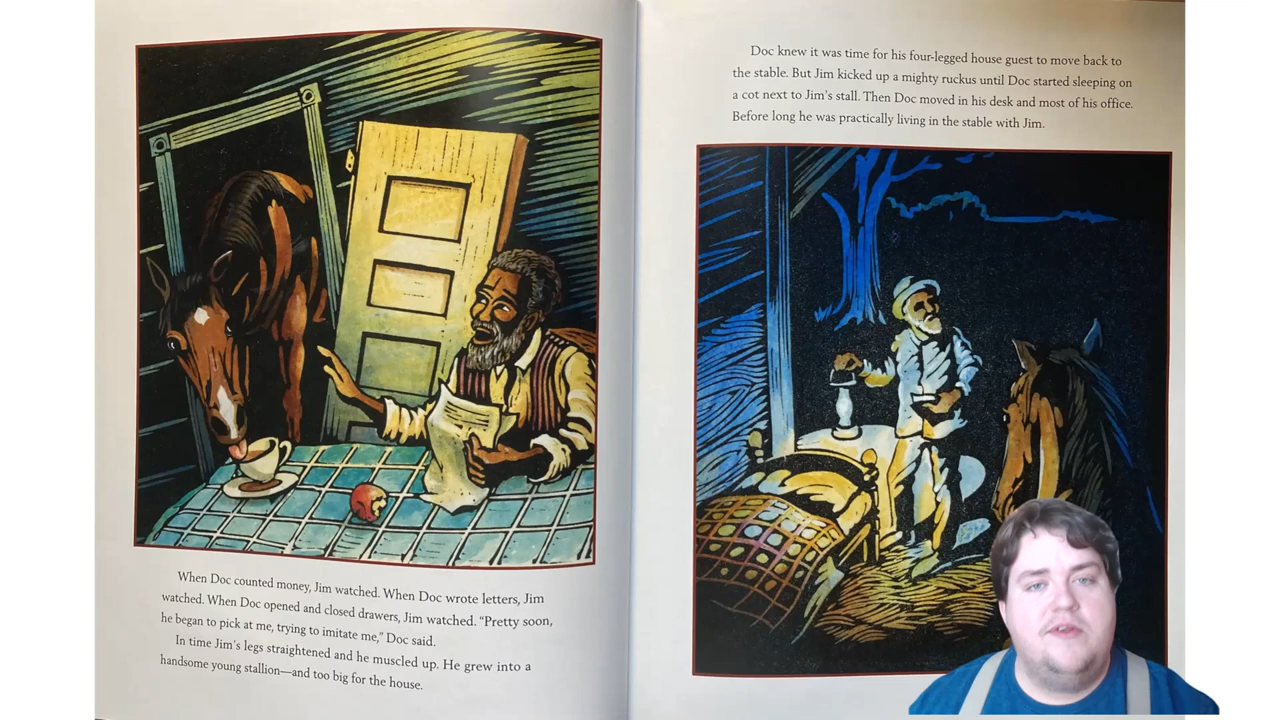 When Doc counted money, Jim watched. When Doc wrote letters, Jim
watched. When Doc opened and closed drawers, Jim watched. “Pretty soon,
he began to pick at me, trying to imitate me,” Doc said.
In time Jim’s legs straightened and he muscled up. He grew into a
handsome young stallion—and too big for the house.
Doc knew it was time for his four-legged house guest to move back to
the stable. But Jim kicked up a mighty ruckus until Doc started sleeping on
a cot next to Jim’s stall. Then Doc moved in his desk and most of his office.
Before long he was practically living in the stable with Jim.